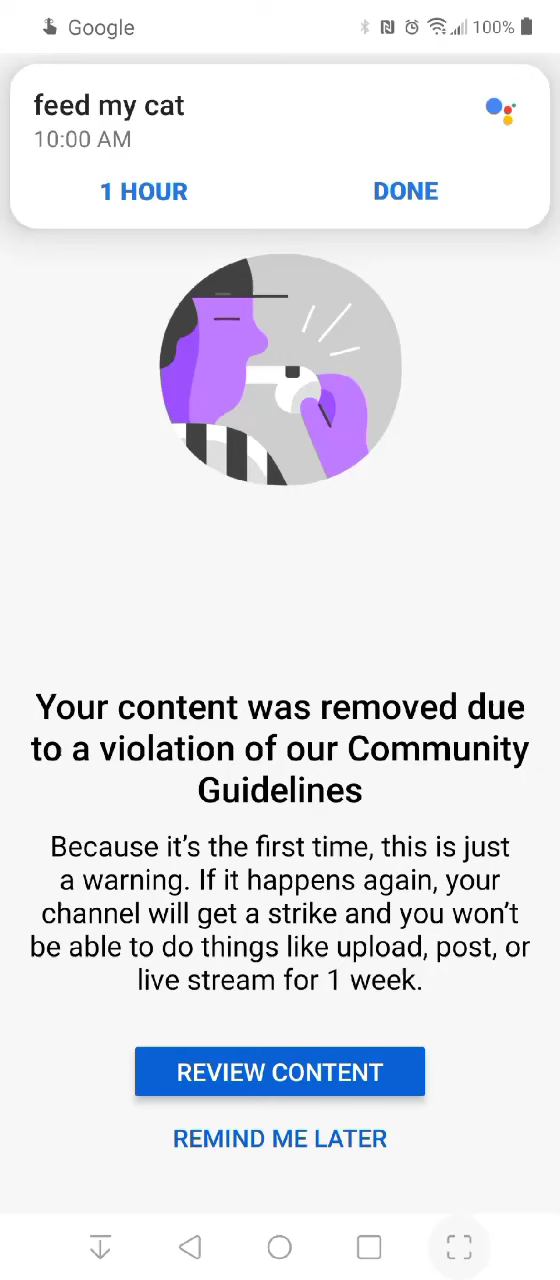 Google 100%
feed my cat
10:00 AM
1 HOUR DONE
Your content was removed due
to a violation of our Community
Guidelines
Because it’s the first time, this is just
a warning. If it happens again, your
channel will get a strike and you won’t
be able to do things like upload, post, or
live stream for 1 week.
REVIEW CONTENT
REMIND ME LATER